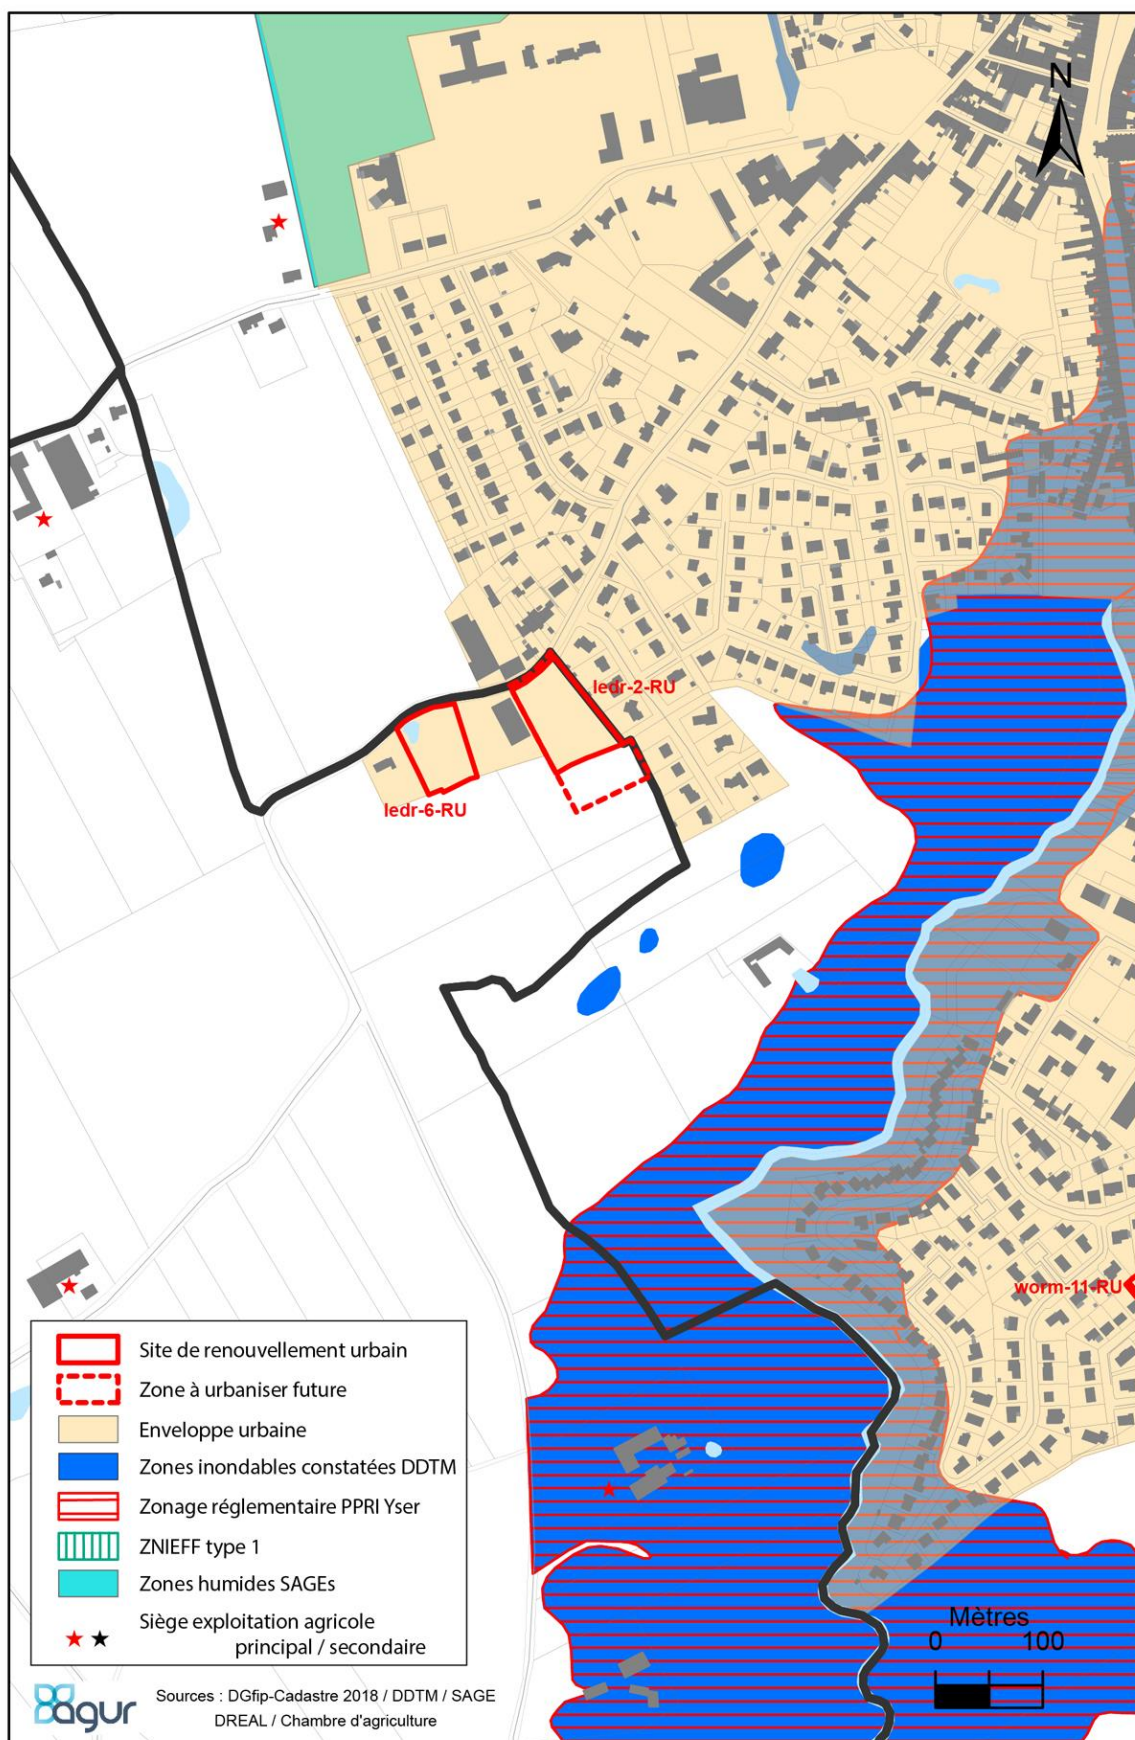 N
ledr-2-RU
ledr-6-RU
worm-11-RU
Site de renouvellement urbain
Zone à urbaniser future
Enveloppe urbaine
Zones inondables constatées DDTM
Zonage réglementaire PPRI Yser
ZNIEFF type 1
Zones humides SAGEs
Siège exploitation agricole
principal / secondaire
Mètres
0 100
agur
Sources : DGfip-Cadastre 2018 / DDTM / SAGE
DREAL / Chambre d'agriculture